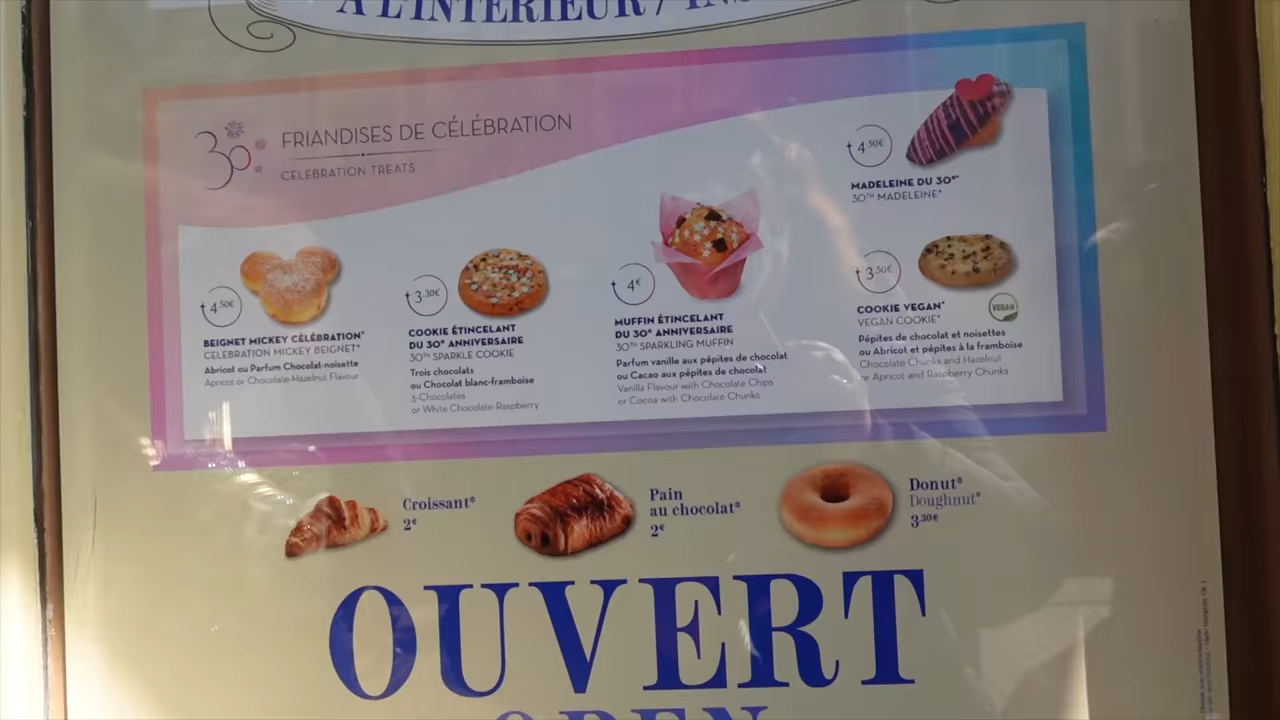 À L'INTÉRIEUR /
30
FRIANDISES DE CÉLÉBRATION
CELEBRATION TREATS
4.50€
MADELEINE DU 30e*
30TH MADELEINE*
4.50€
BEIGNET MICKEY CÉLÉBRATION*
CELEBRATION MICKEY BEIGNET*
Abricot ou Parfum Chocolat-noisette
Apricot or Chocolate-Hazelnut Flavour
3.30€
COOKIE ÉTINCELANT
DU 30e ANNIVERSAIRE
30TH SPARKLE COOKIE
Trois chocolats
ou Chocolat blanc-framboise
3-Chocolates
or White Chocolate-Raspberry
4€
MUFFIN ÉTINCELANT
DU 30e ANNIVERSAIRE
30TH SPARKLING MUFFIN
Parfum vanille aux pépites de chocolat
ou Cacao aux pépites de chocolat
Vanilla Flavour with Chocolate Chips
or Cocoa with Chocolate Chunks
3.50€
VEGAN
COOKIE VEGAN*
VEGAN COOKIE*
Pépites de chocolat et noisettes
ou Abricot et pépites à la framboise
Chocolate Chunks and Hazelnut
or Apricot and Raspberry Chunks
Croissant*
2€
Pain
au chocolat*
2€
Donut*
Doughnut*
3.30€
OUVERT
OPEN